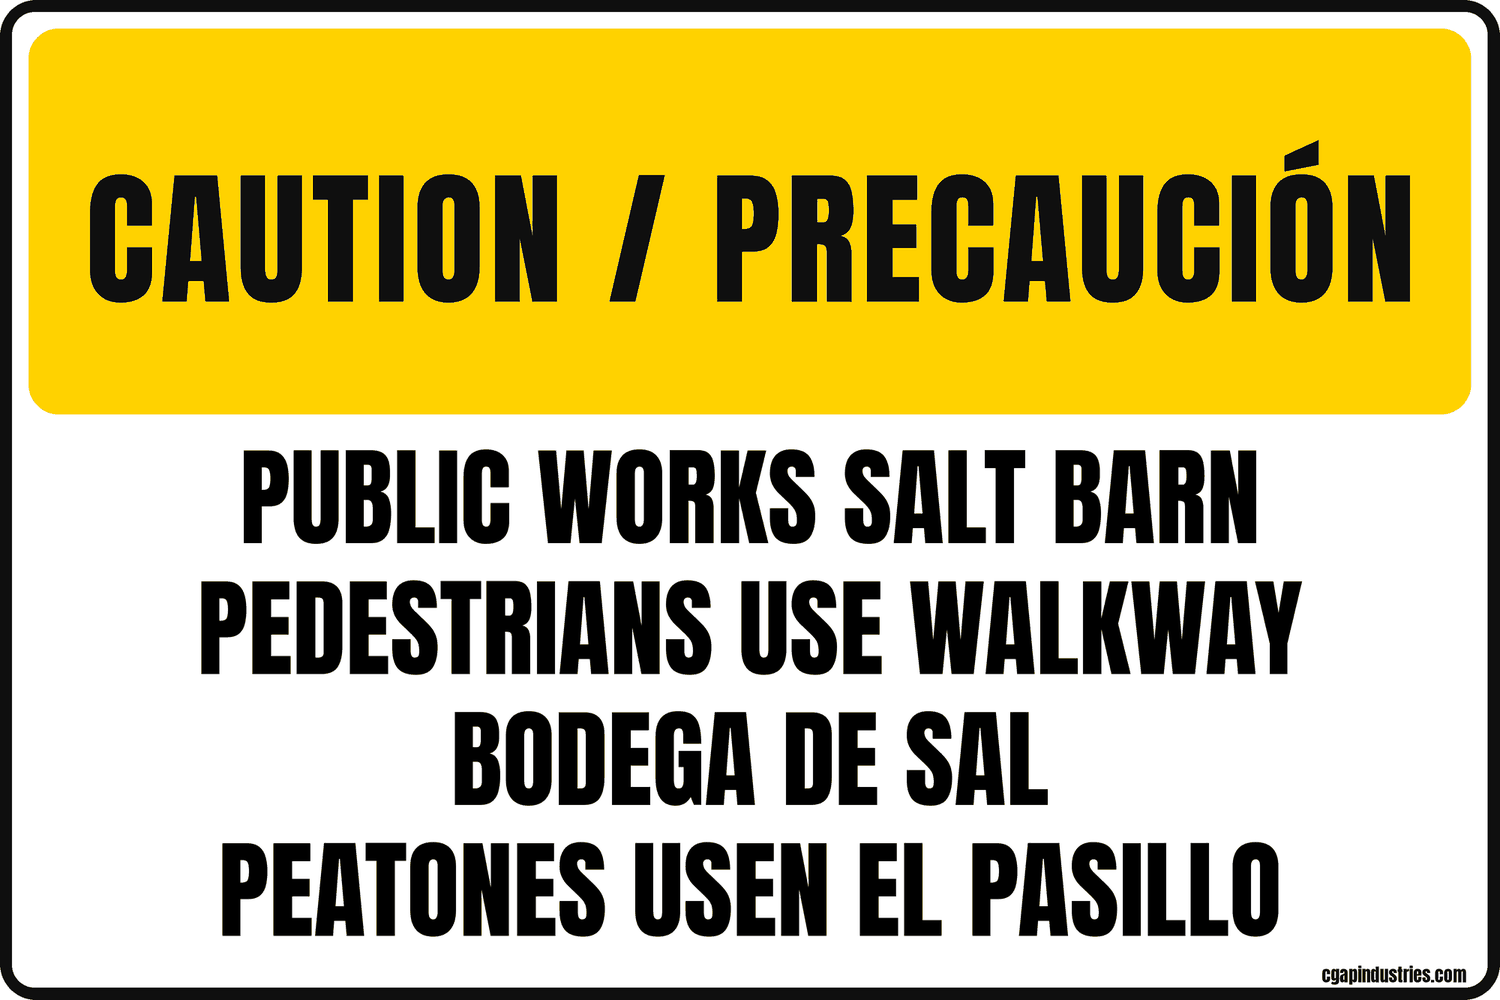 CAUTION / PRECAUCIÓN
PUBLIC WORKS SALT BARN
PEDESTRIANS USE WALKWAY
BODEGA DE SAL
PEATONES USEN EL PASILLO
cgapindustries.com